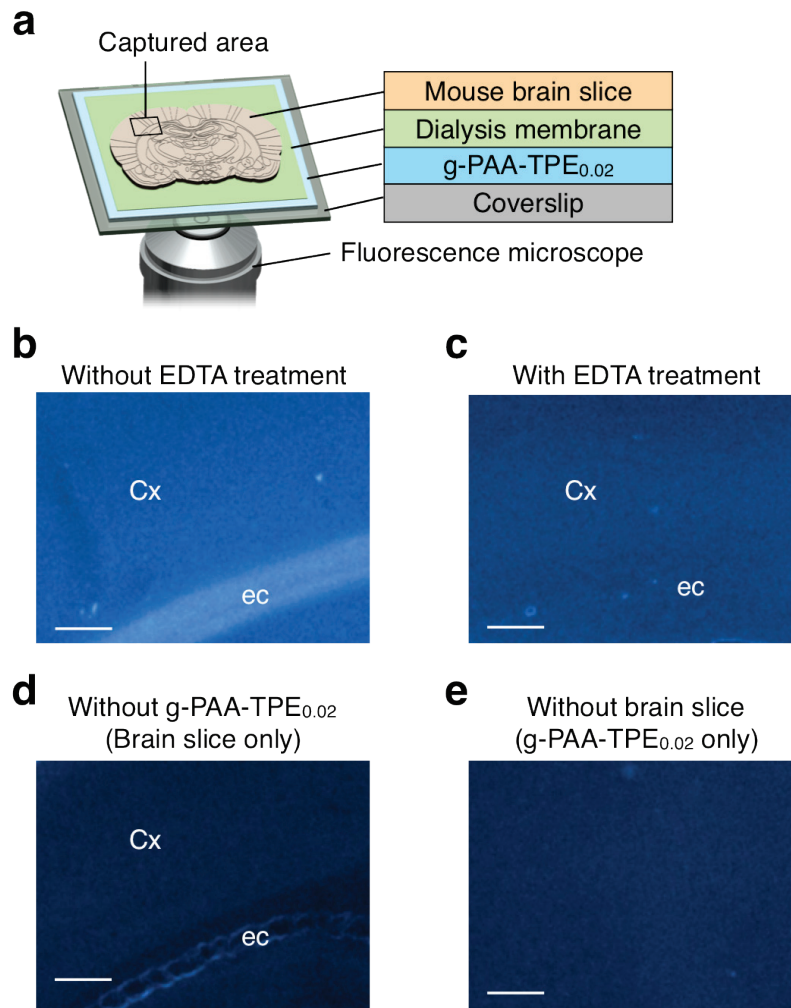 a
Captured area
Mouse brain slice
Dialysis membrane
g-PAA-TPE0.02
Coverslip
Fluorescence microscope
b
Without EDTA treatment
Cx
ec
c
With EDTA treatment
Cx
ec
d
Without g-PAA-TPE0.02
(Brain slice only)
Cx
ec
e
Without brain slice
(g-PAA-TPE0.02 only)